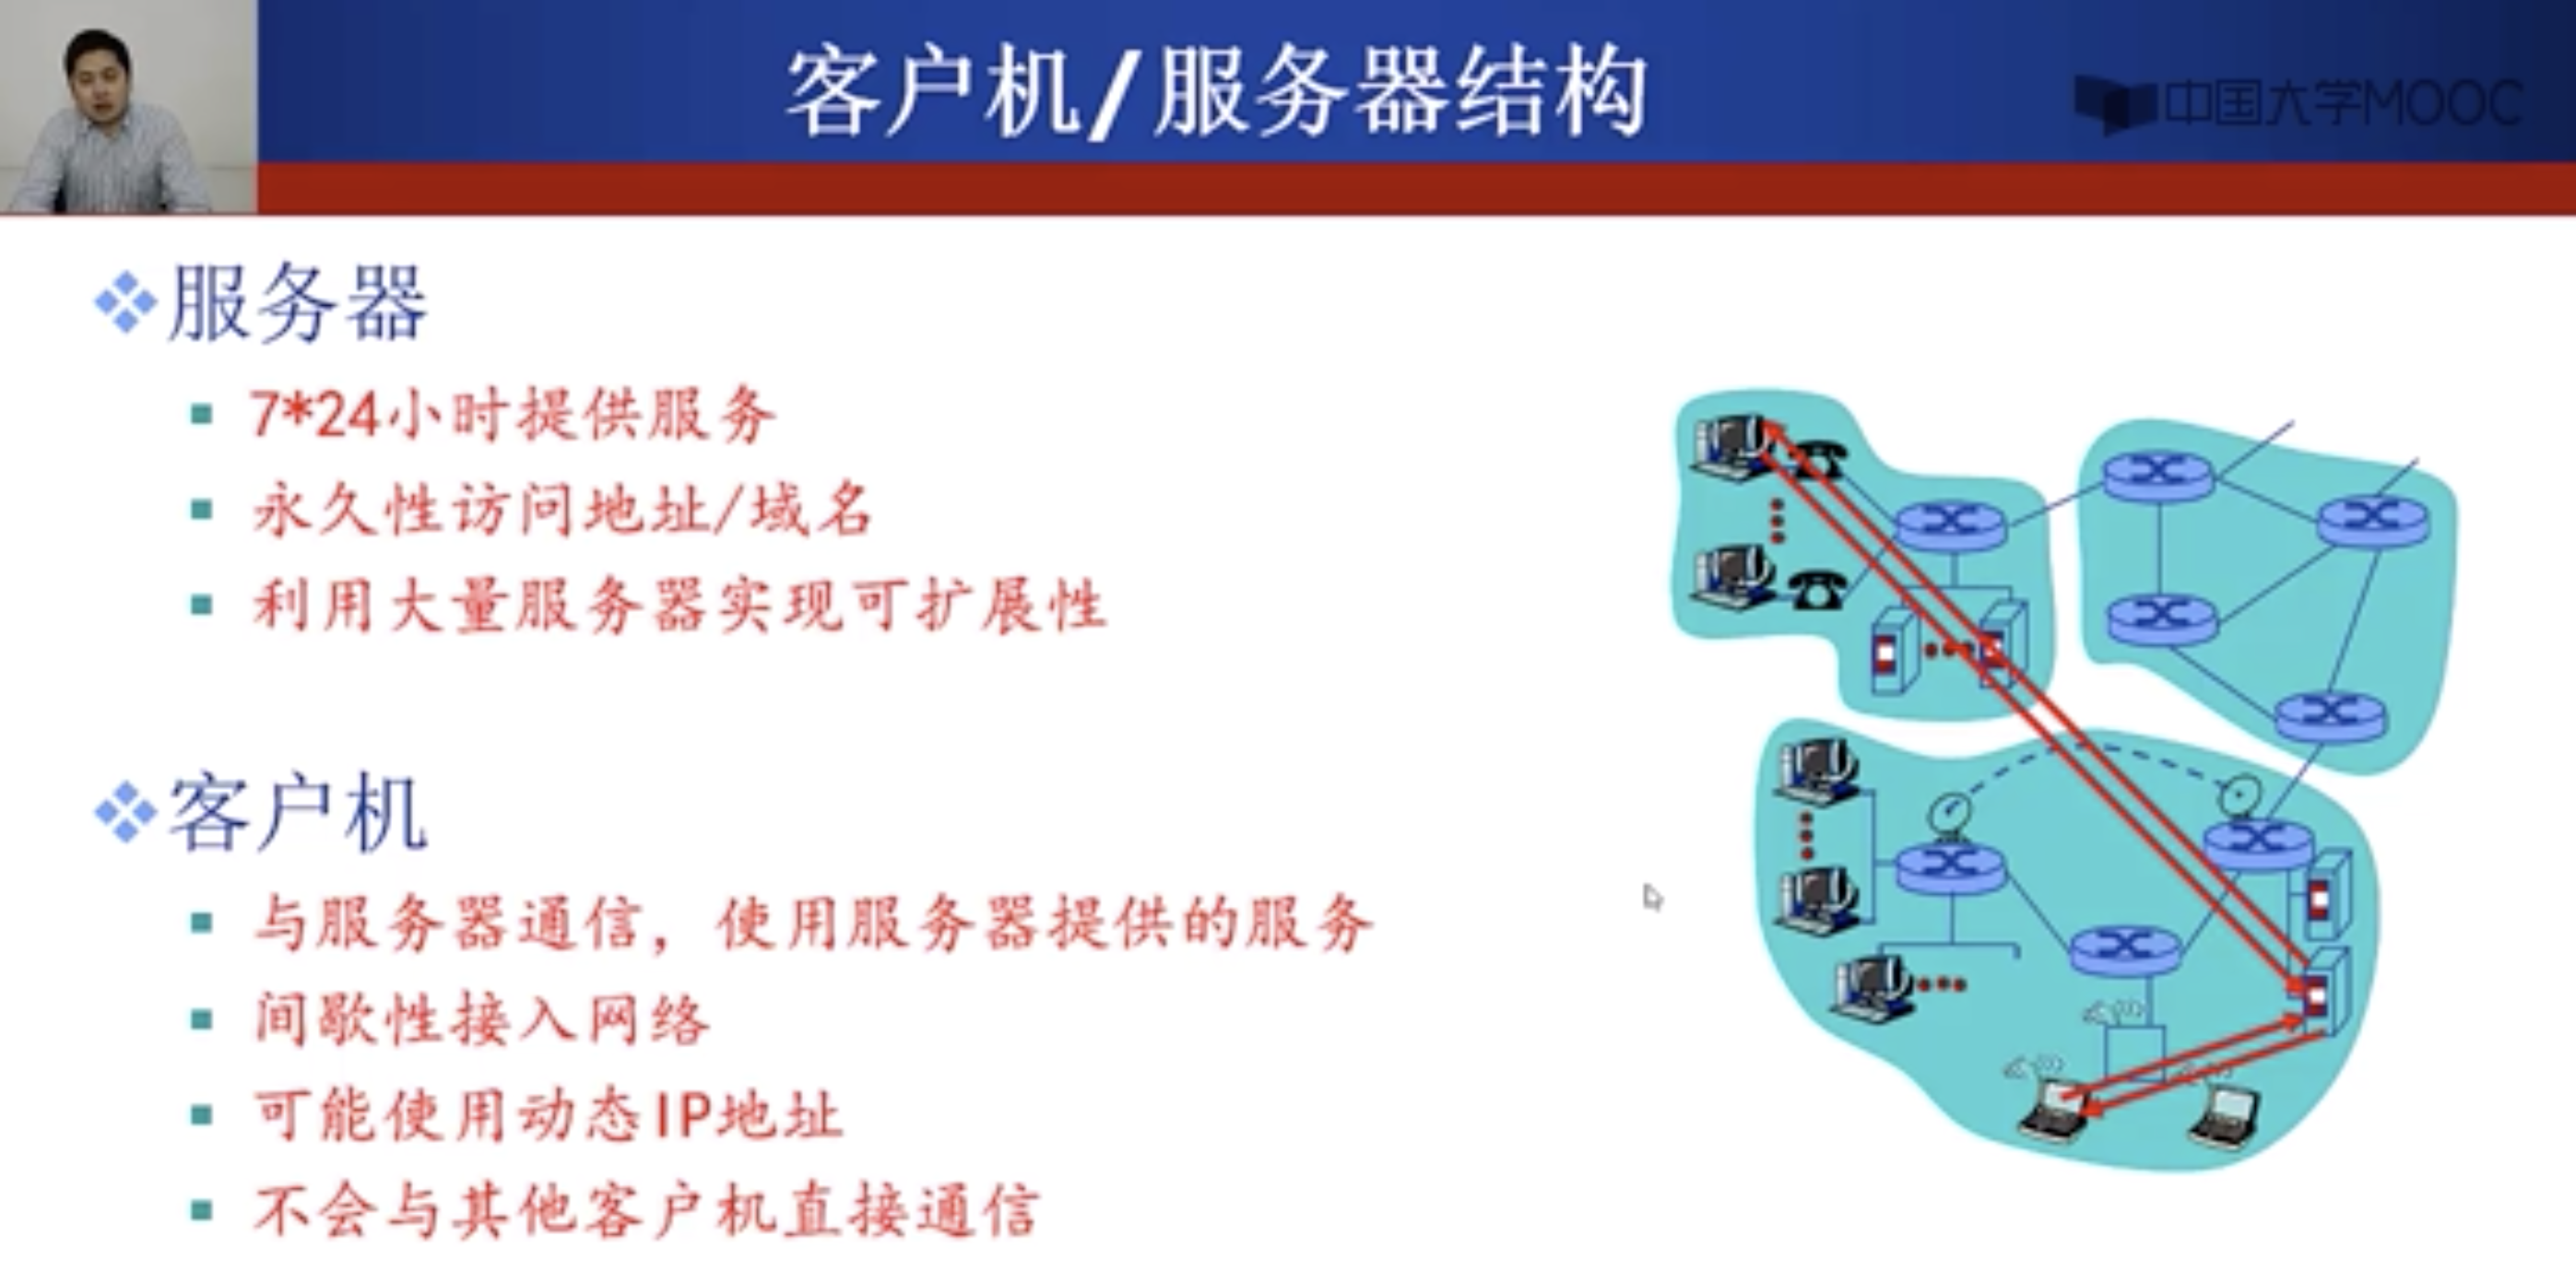 客户机/服务器结构
中国大学MOOC
服务器
7*24小时提供服务
永久性访问地址/域名
利用大量服务器实现可扩展性
客户机
与服务器通信，使用服务器提供的服务
间歇性接入网络
可能使用动态IP地址
不会与其他客户机直接通信